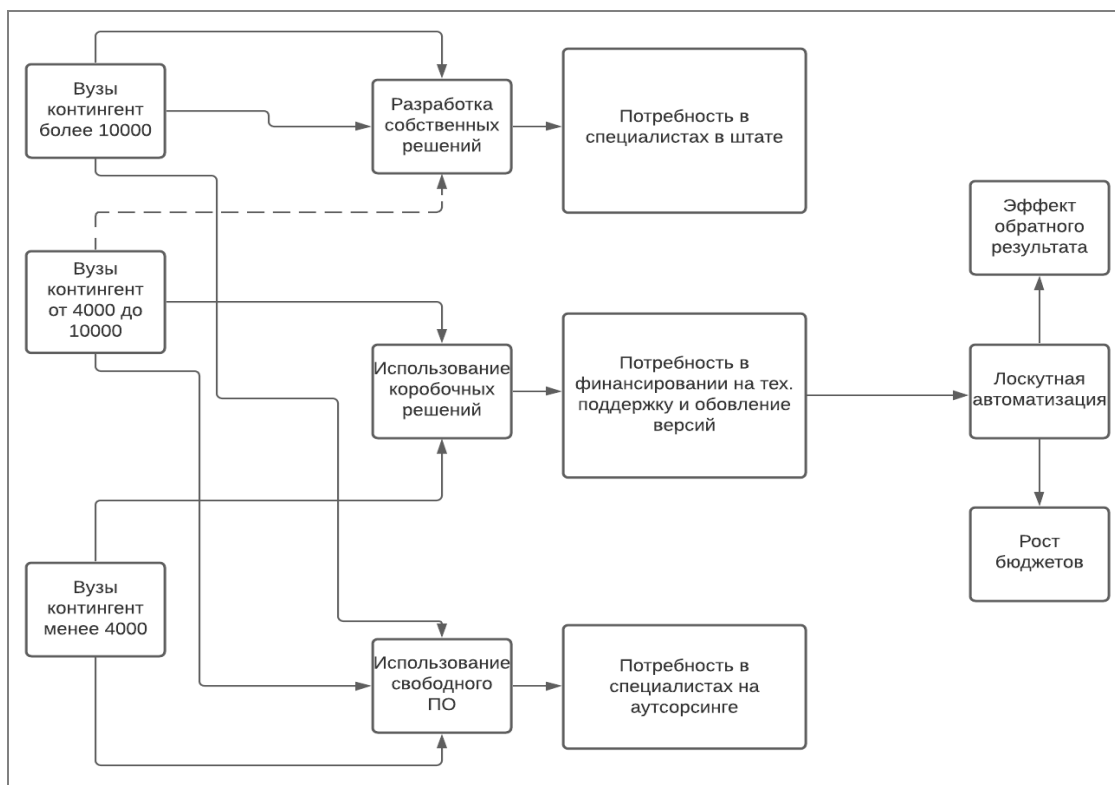 Вузы
контингент
более 10000
Разработка
собственных
решений
Потребность в
специалистах в штате
Эффект
обратного
результата
Вузы
контингент
от 4000 до
10000
Использование
коробочных
решений
Потребность в
финансировании на тех.
поддержку и обовление
версий
Лоскутная
автоматизация
Рост
бюджетов
Вузы
контингент
менее 4000
Использование
свободного
ПО
Потребность в
специалистах на
аутсорсинге